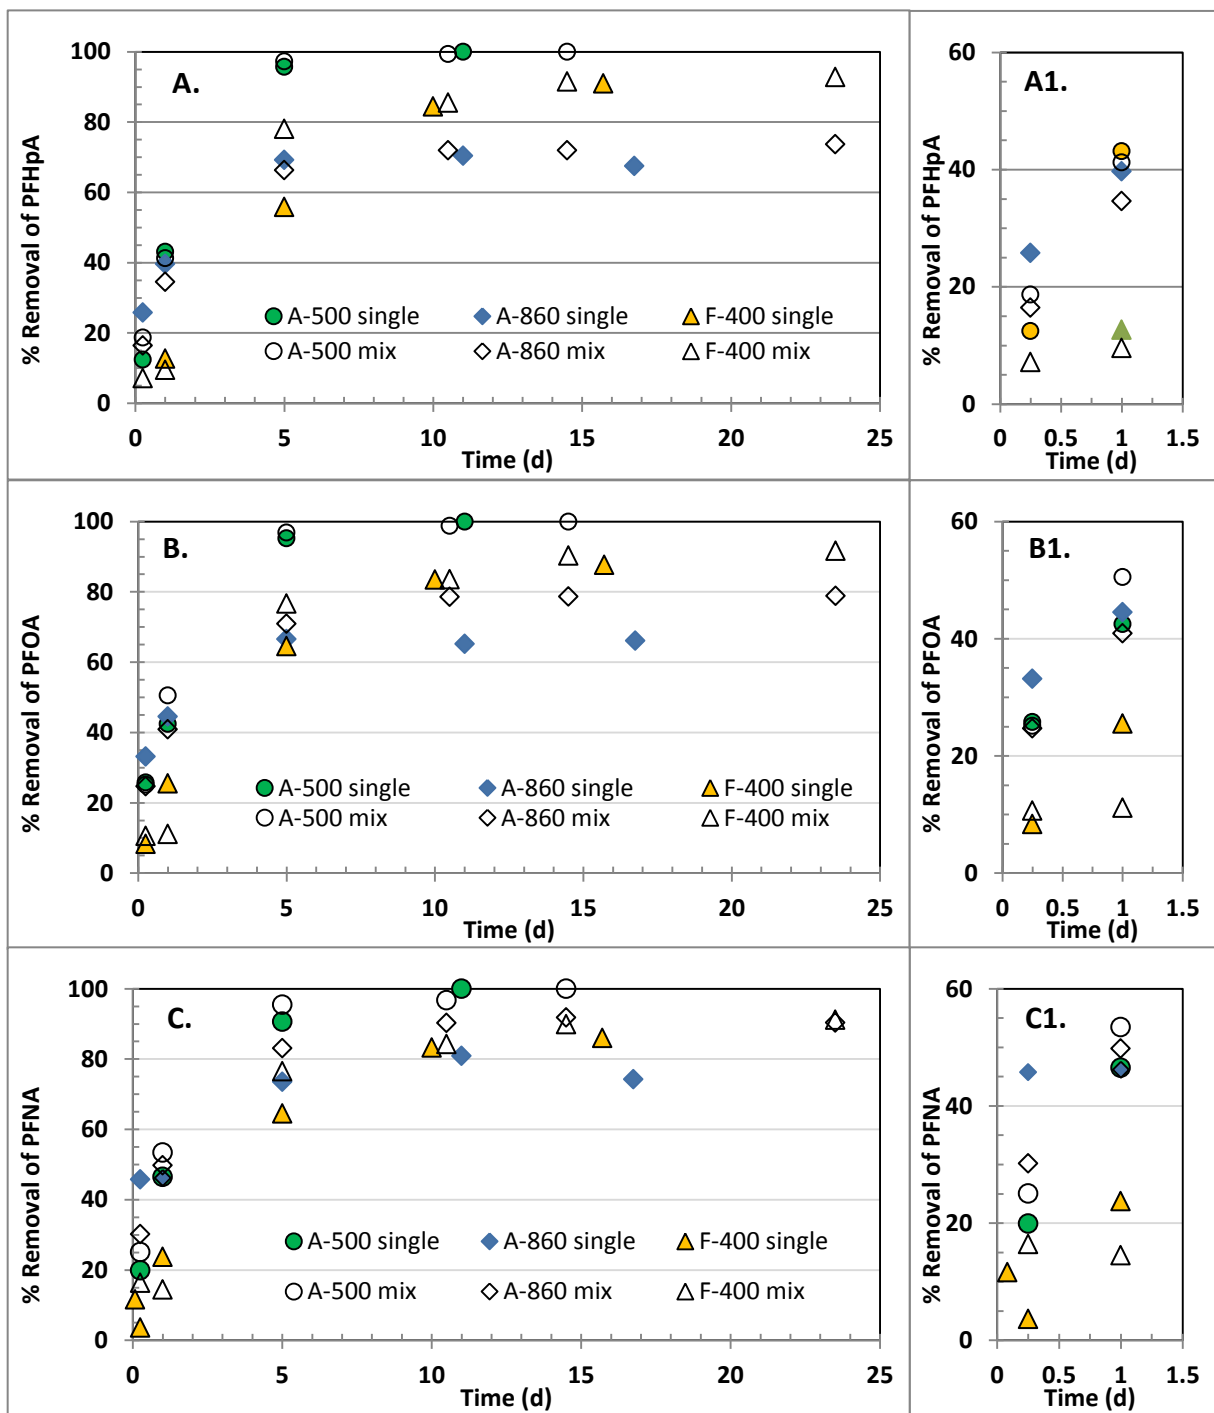 A.
% Removal of PFHpA
100
80
60
40
20
0
A-500 single A-860 single F-400 single
A-500 mix A-860 mix F-400 mix
0 5 10 15 20 25
Time (d)
A1.
% Removal of PFHpA
60
40
20
0
0 0.5 1 1.5
Time (d)
B.
% Removal of PFOA
100
80
60
40
20
0
A-500 single A-860 single F-400 single
A-500 mix A-860 mix F-400 mix
0 5 10 15 20 25
Time (d)
B1.
% Removal of PFOA
60
40
20
0
0 0.5 1 1.5
Time (d)
C.
% Removal of PFNA
100
80
60
40
20
0
A-500 single A-860 single F-400 single
A-500 mix A-860 mix F-400 mix
0 5 10 15 20 25
Time (d)
C1.
% Removal of PFNA
60
40
20
0
0 0.5 1 1.5
Time (d)